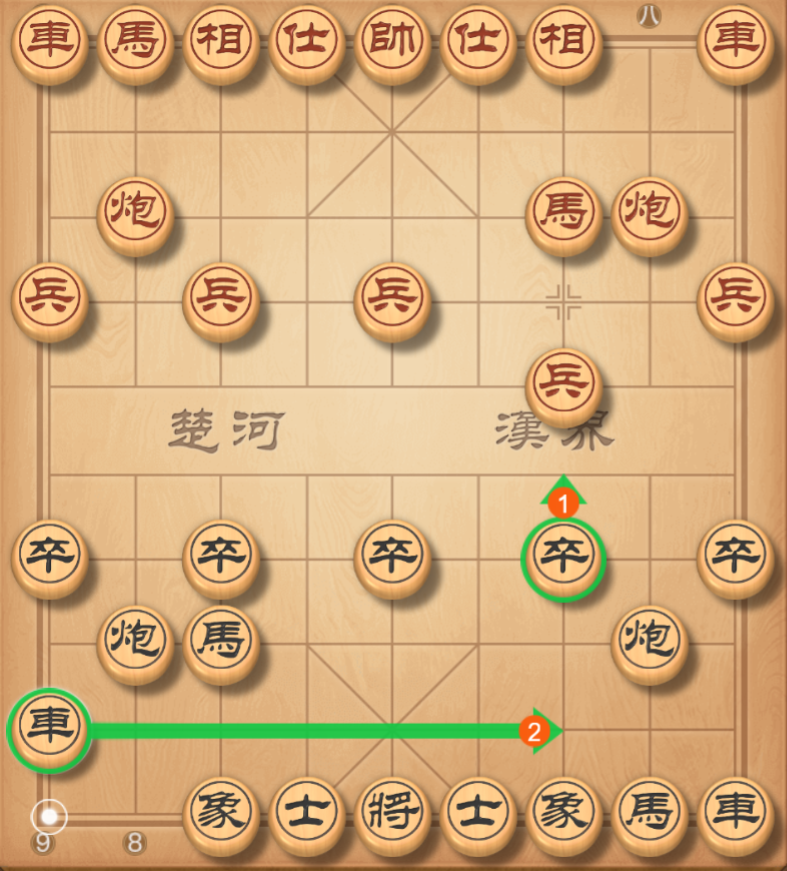 八
車 馬 相 仕 帥 仕 相 車
炮 馬 炮
兵 兵 兵 兵
兵
楚河 漢界
1
卒 卒 卒 卒 卒
炮 馬 炮
車 2
象 士 將 士 象 馬 車
9 8